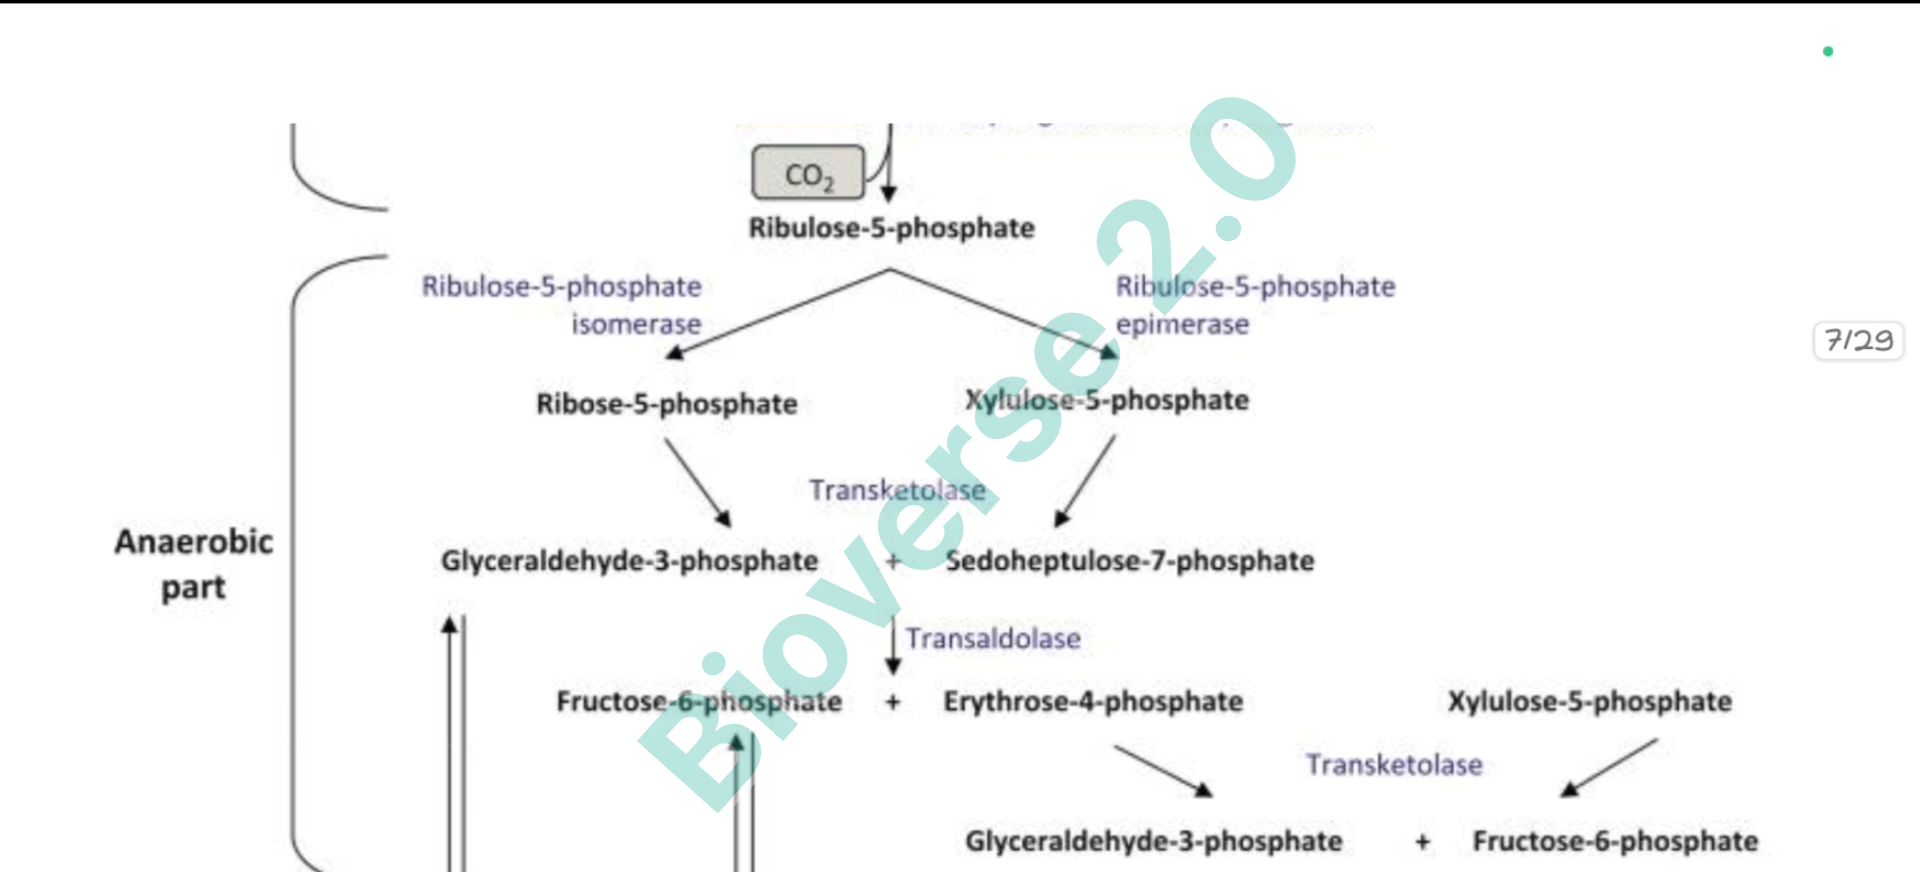 CO2
Ribulose-5-phosphate
Ribulose-5-phosphate
isomerase
Ribulose-5-phosphate
epimerase
7/29
Ribose-5-phosphate
Xylulose-5-phosphate
Transketolase
Anaerobic
part
Glyceraldehyde-3-phosphate + Sedoheptulose-7-phosphate
Transaldolase
Fructose-6-phosphate + Erythrose-4-phosphate
Xylulose-5-phosphate
Transketolase
Glyceraldehyde-3-phosphate + Fructose-6-phosphate
Bioverse 2.0